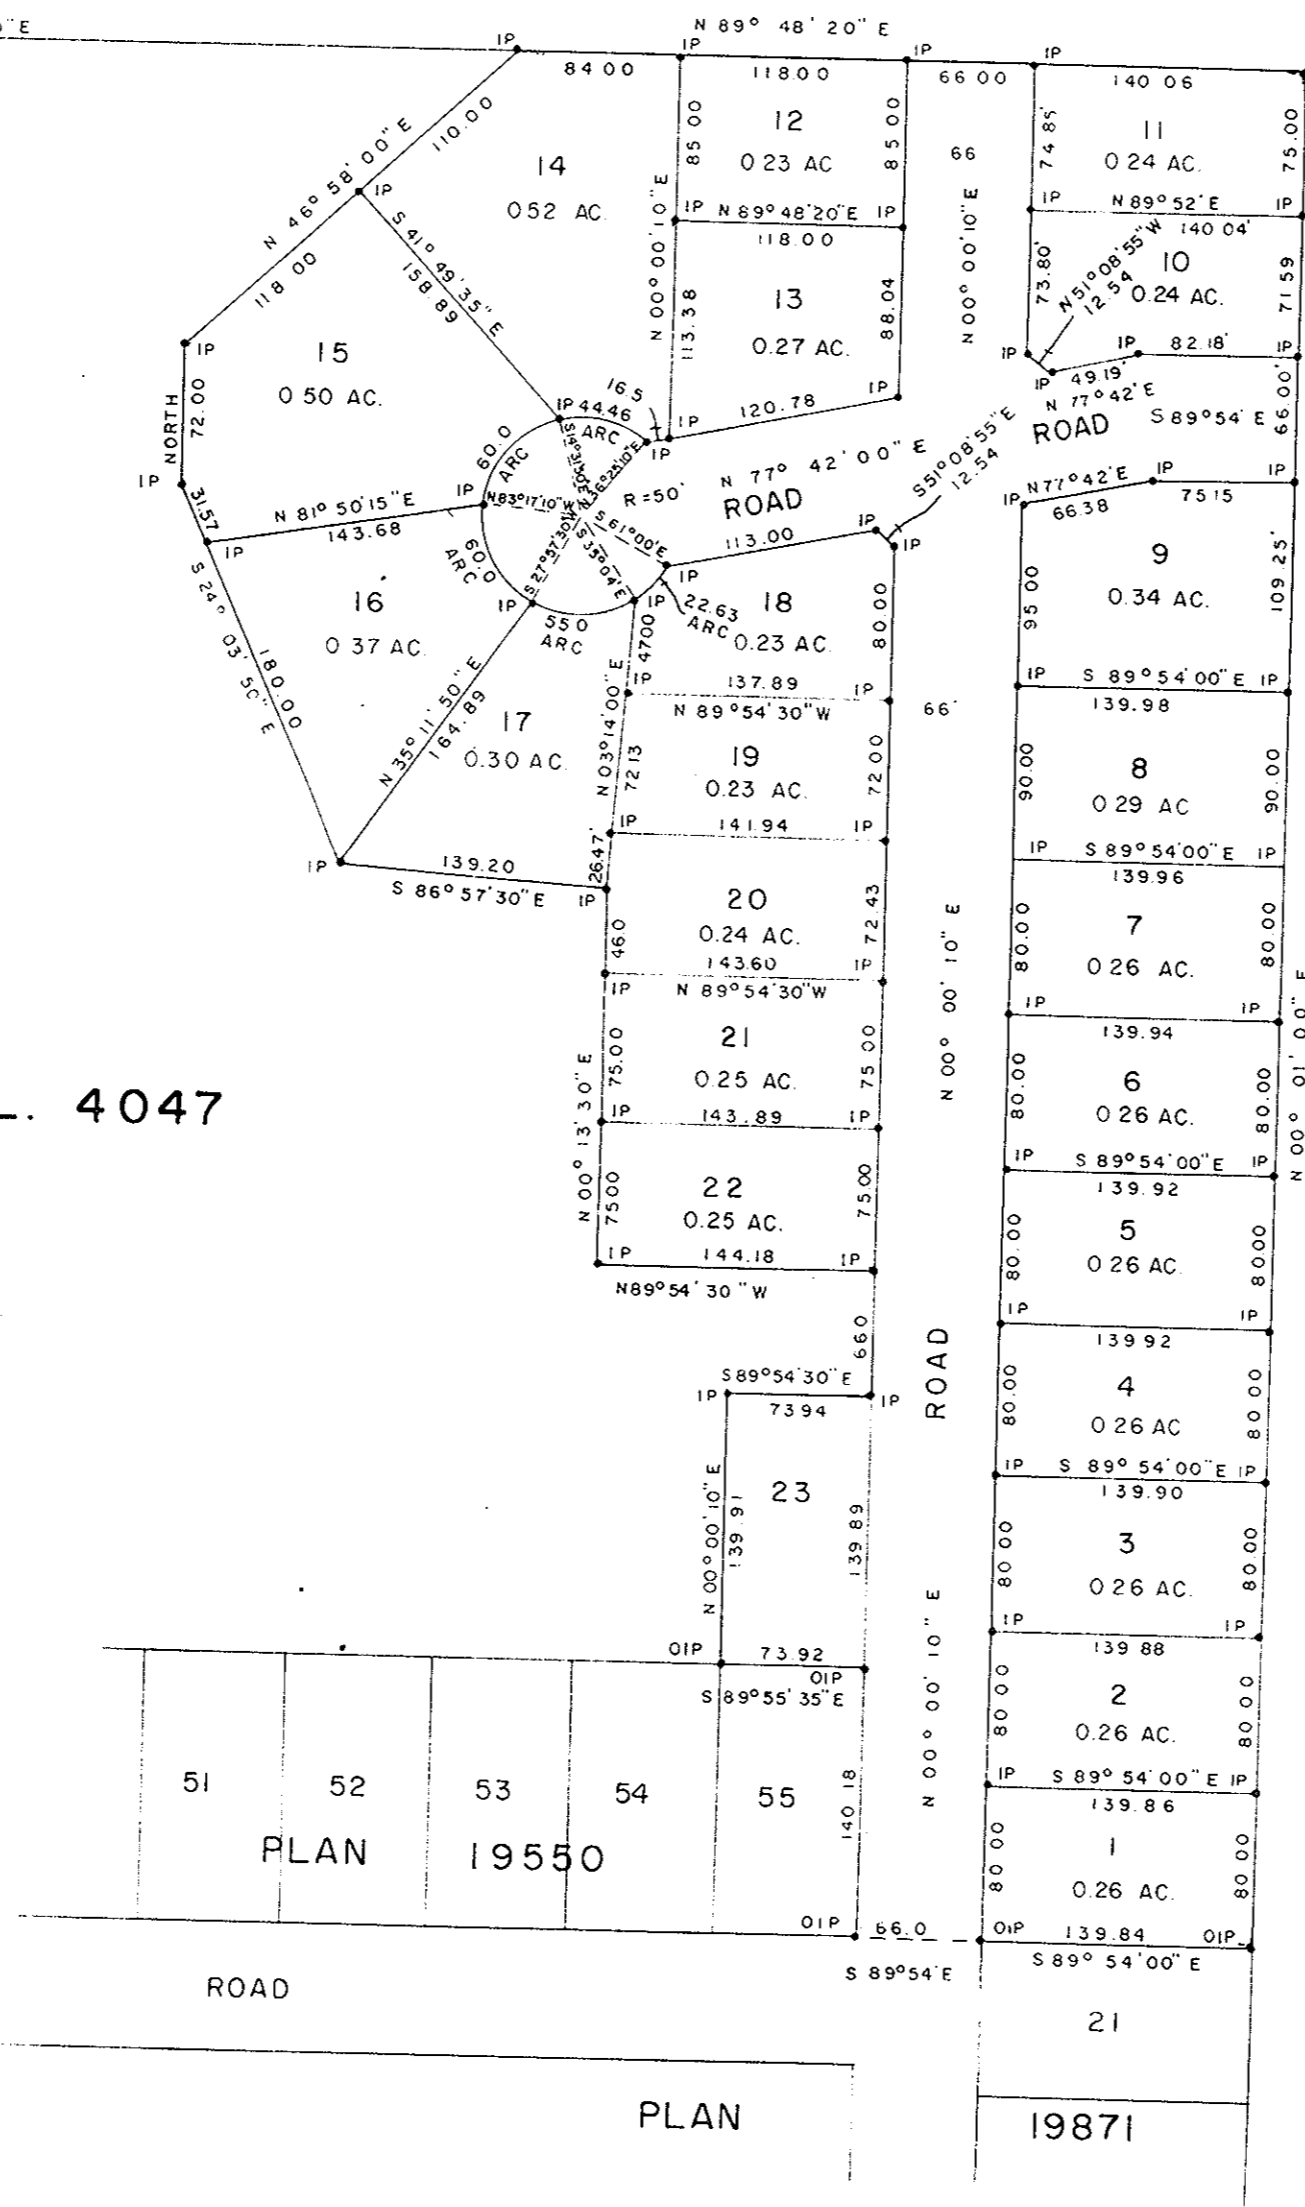 "E
N 89° 48' 20" E
IP
IP
IP
IP
84 00
118.00
66 00
140 06
N 46° 58' 00" E
110.00
118 00
IP
14
0 52 AC.
85 00
12
0 23 AC
85 00
66
74 85'
11
0 24 AC.
75.00
S 41° 49' 35" E
158.89
N 00° 00' 10" E
IP
N 89° 48' 20" E
IP
118.00
N 00° 00' 10" E
IP
N 89° 52' E
IP
140 04'
N 51° 08' 55" W
12.54
73.80'
10
0.24 AC.
71 59
113.38
13
0.27 AC.
88.04
IP
15
0 50 AC.
NORTH
72.00
IP
IP
82.18'
IP
49.19'
N 77° 42' E
16.5
120.78
IP
IP
44.46
ARC
IP
IP
ROAD
S 89° 54' E
66.00'
60.0
ARC
S 14° 31' 50" E
N 36° 25' 10" E
R = 50'
N 77° 42' 00" E
ROAD
S 51° 08' 55" E
12.54
IP
31.57
N 81° 50' 15" E
143.68
IP
IP
N 83° 17' 10" W
S 61° 00' E
S 27° 57' 30" W
S 35° 04' E
60.0
ARC
IP
55 0
ARC
IP
IP
22.63
ARC
113.00
IP
IP
IP
N 77° 42' E
66.38
IP
75 15
S 24° 03' 50" E
180.00
16
0 37 AC.
18
0.23 AC.
80.00
95 00
9
0.34 AC.
109.25'
47 00
IP
137.89
IP
N 89° 54' 30" W
66'
IP
S 89° 54' 00" E
IP
139.98
N 35° 11' 50" E
164.89
17
0.30 AC.
N 03° 14' 00" E
72 13
19
0.23 AC.
72 00
90.00
8
0 29 AC
90.00
IP
141.94
IP
IP
S 89° 54' 00" E
IP
139.96
IP
139.20
S 86° 57' 30" E
IP
26.47'
46.0
20
0.24 AC.
72.43
143.60
IP
IP
N 89° 54' 30" W
N 00° 00' 10" E
80.00
7
0 26 AC.
80.00
IP
IP
139.94
N 00° 01' 00" E
L. 4047
N 00° 13' 30" E
75.00
21
0.25 AC.
75 00
IP
143.89
IP
80.00
6
0 26 AC.
80.00
IP
S 89° 54' 00" E
IP
139.92
75 00
22
0.25 AC.
75.00
IP
144.18
IP
N 89° 54' 30" W
80.00
5
0 26 AC.
80.00
IP
IP
139 92
66 0
S 89° 54' 30" E
IP
73 94
IP
ROAD
80.00
4
0 26 AC
80 00
IP
S 89° 54' 00" E
IP
139.90
N 00° 00' 10" E
139.91
23
139.89
80 00
3
0 26 AC.
80.00
IP
IP
139 88
OIP
73.92
OIP
S 89° 55' 35" E
N 00° 00' 10" E
80 00
2
0.26 AC.
80 00
IP
S 89° 54' 00" E
IP
139.86
51
52
53
54
55
140 18
PLAN 19550
80 00
1
0.26 AC.
80 00
OIP
66.0
OIP
139.84
OIP
S 89° 54' E
S 89° 54' 00" E
ROAD
21
PLAN
19871